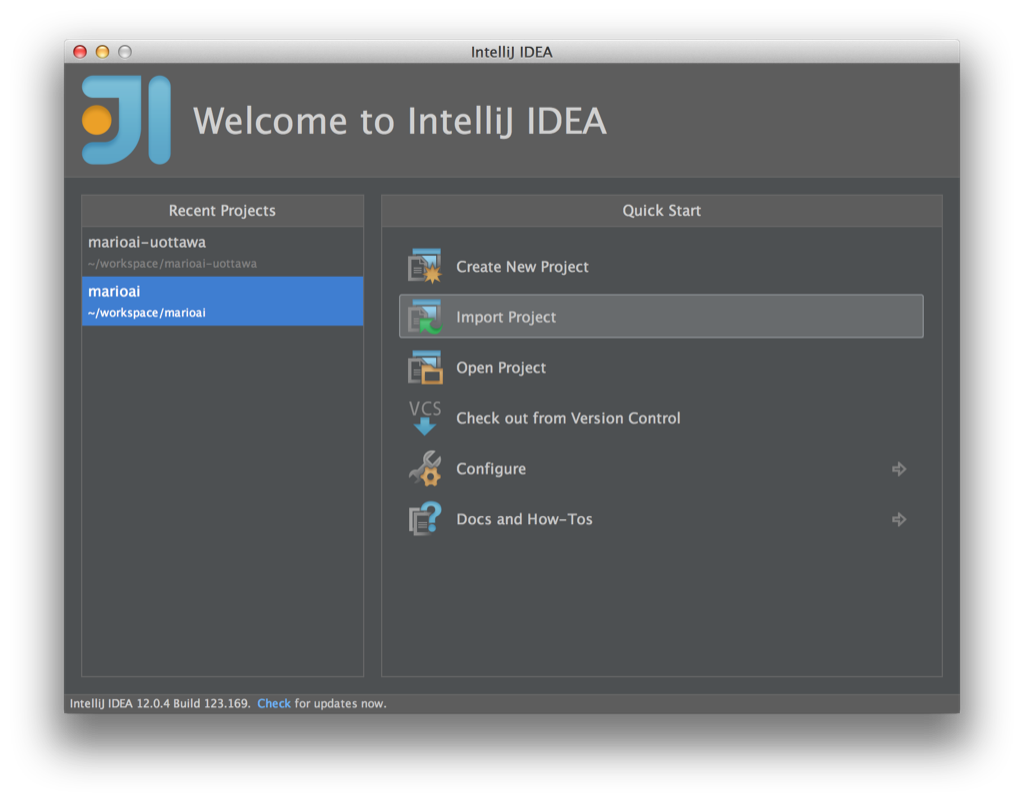 IntelliJ IDEA
Welcome to IntelliJ IDEA
Recent Projects
marioai-uottawa
~/workspace/marioai-uottawa
marioai
~/workspace/marioai
Quick Start
Create New Project
Import Project
Open Project
VCS
Check out from Version Control
Configure
Docs and How-Tos
IntelliJ IDEA 12.0.4 Build 123.169. Check for updates now.